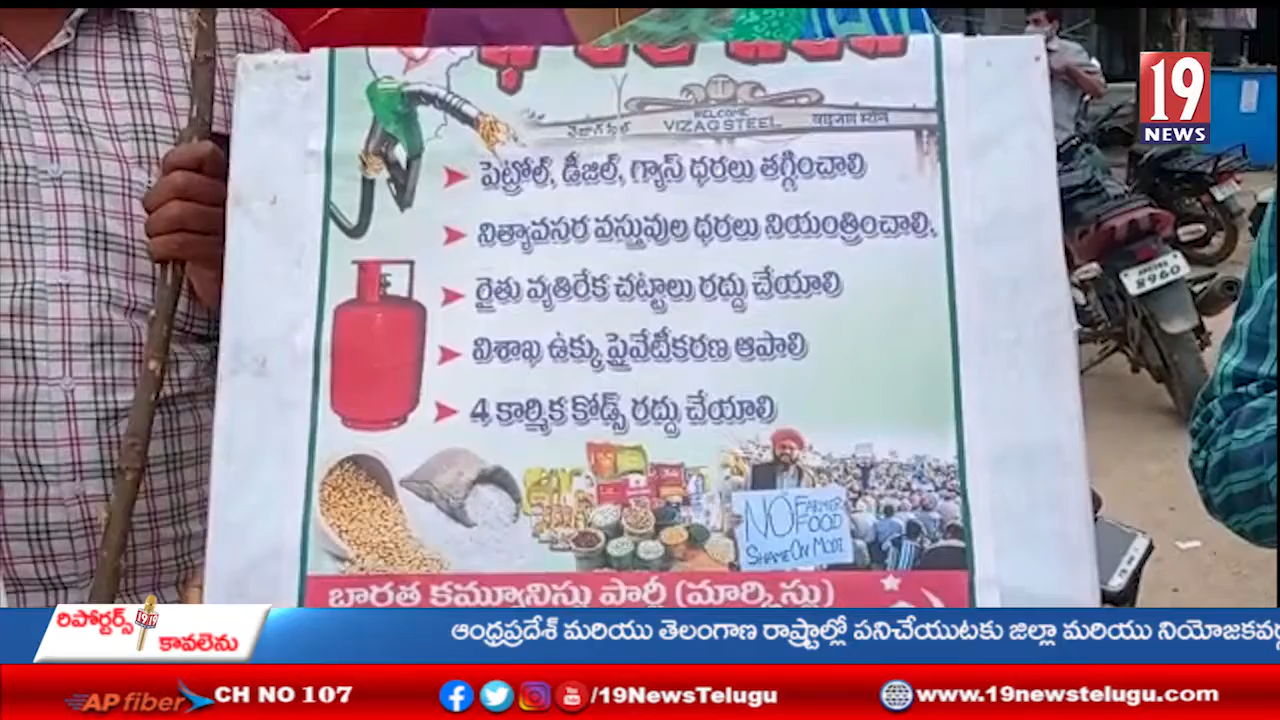 19
NEWS
WELCOME
వైజాగ్ స్టీల్ VIZAG STEEL वाइजाग स्टील
పెట్రోల్, డీజిల్, గ్యాస్ ధరలు తగ్గించాలి
నిత్యావసర వస్తువుల ధరలు నియంత్రించాలి.
రైతు వ్యతిరేక చట్టాలు రద్దు చేయాలి
విశాఖ ఉక్కు ప్రైవేటీకరణ ఆపాలి
4 కార్మిక కోడ్స్ రద్దు చేయాలి
8960
NO FARMER
FOOD
SHAME ON MODI
భారత కమ్యూనిస్టు పార్టీ (మార్క్సిస్టు)
రిపోర్టర్స్
కావలెను
ఆంధ్రప్రదేశ్ మరియు తెలంగాణ రాష్ట్రాల్లో పనిచేయుటకు జిల్లా మరియు నియోజకవర్గ
AP fiber CH NO 107
/19NewsTelugu
www.19newstelugu.com